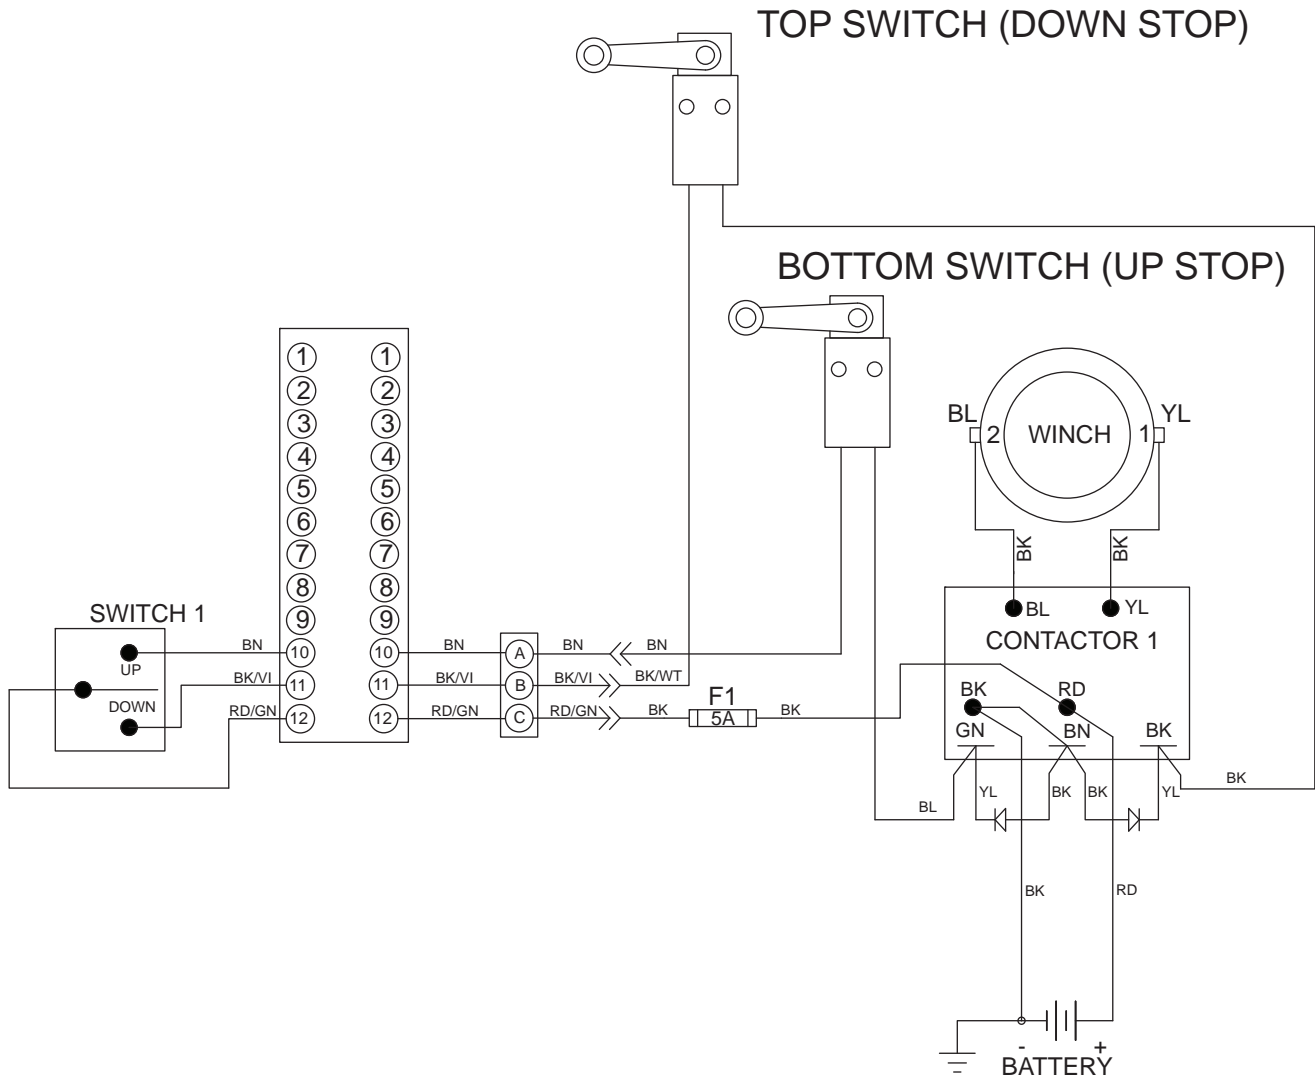 TOP SWITCH (DOWN STOP)
BOTTOM SWITCH (UP STOP)
1 1
2 2
3 3
4 4
5 5
6 6
7 7
8 8
9 9
10 10
11 11
12 12
BL 2 WINCH 1 YL
BK BK
BL YL
CONTACTOR 1
SWITCH 1
UP
DOWN
BN BN A BN BN
BK/VI BK/VI B BK/VI BK/WT
RD/GN RD/GN C RD/GN BK F1 BK
5A
BK RD
GN BN BK
BL YL BK BK YL BK
BK RD
- +
BATTERY